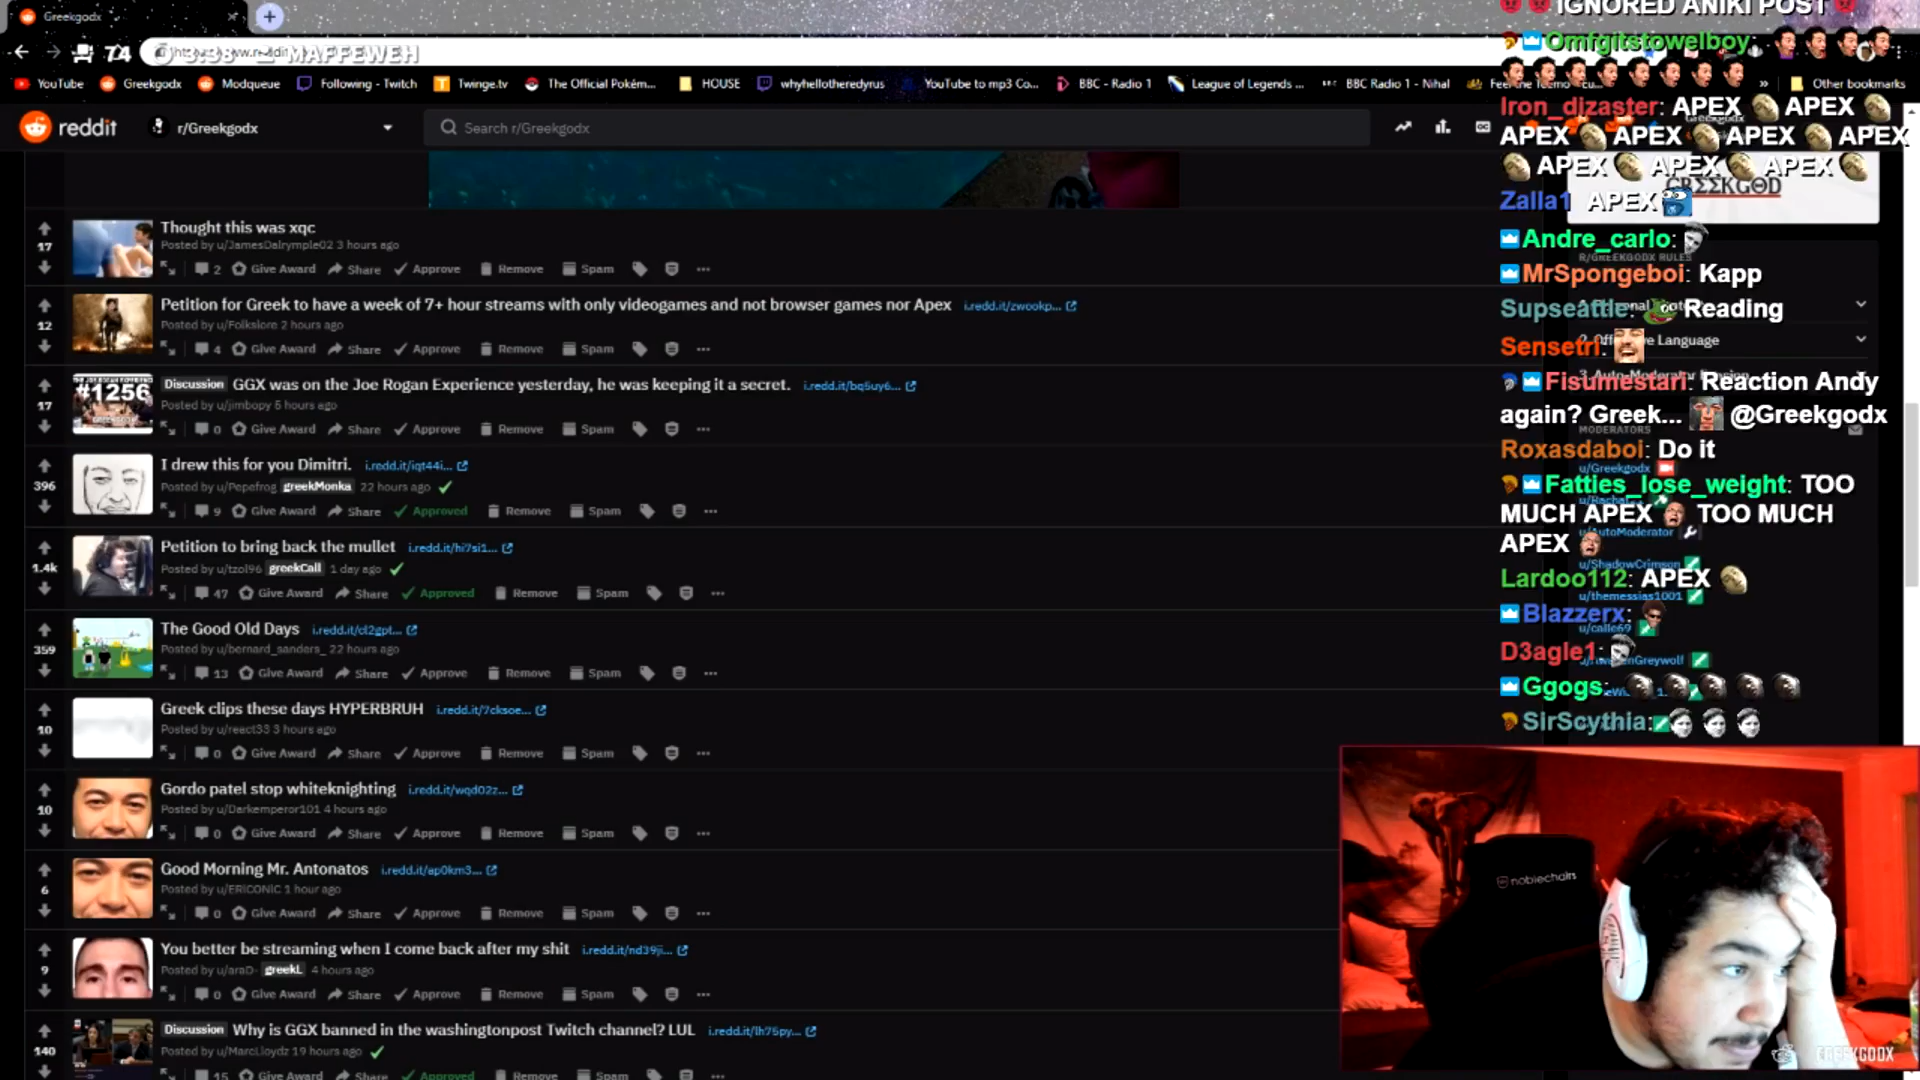 Greekgodx
3:38 MAFFEWEH
YouTube Greekgodx Modqueue Following - Twitch Twinge.tv The Official Pokém... HOUSE whyhellotheredyrus YouTube to mp3 Co... BBC - Radio 1 League of Legends ... BBC Radio 1 - Nihal » Other bookmarks
reddit r/Greekgodx Search r/Greekgodx
17
Thought this was xqc
Posted by u/JamesDalrymple02 3 hours ago
2 Give Award Share Approve Remove Spam
12
Petition for Greek to have a week of 7+ hour streams with only videogames and not browser games nor Apex i.redd.it/zwookp...
Posted by u/Folkslore 2 hours ago
4 Give Award Share Approve Remove Spam
#1256
17
Discussion GGX was on the Joe Rogan Experience yesterday, he was keeping it a secret. i.redd.it/bq5uy6...
Posted by u/jimbopy 5 hours ago
0 Give Award Share Approve Remove Spam
396
I drew this for you Dimitri. i.redd.it/iqt44i...
Posted by u/Pepefrog greekMonka 22 hours ago
9 Give Award Share Approved Remove Spam
1.4k
Petition to bring back the mullet i.redd.it/hi7si1...
Posted by u/tzol96 greekCall 1 day ago
47 Give Award Share Approved Remove Spam
359
The Good Old Days i.redd.it/cl2gpt...
Posted by u/bernard_sanders_ 22 hours ago
13 Give Award Share Approve Remove Spam
10
Greek clips these days HYPERBRUH i.redd.it/7cksoe...
Posted by u/react33 3 hours ago
0 Give Award Share Approve Remove Spam
10
Gordo patel stop whiteknighting i.redd.it/wqd02z...
Posted by u/Darkemperor101 4 hours ago
0 Give Award Share Approve Remove Spam
6
Good Morning Mr. Antonatos i.redd.it/ap0km3...
Posted by u/ERICONIC 1 hour ago
0 Give Award Share Approve Remove Spam
9
You better be streaming when I come back after my shit i.redd.it/nd39ji...
Posted by u/araD- greekL 4 hours ago
0 Give Award Share Approve Remove Spam
140
Discussion Why is GGX banned in the washingtonpost Twitch channel? LUL i.redd.it/lh75py...
Posted by u/MarcLloydz 19 hours ago
15 Give Award Share Approved Remove Spam
IGNORED ANIKI POST
Omfgitstowelboy:
Iron_dizaster: APEX APEX
APEX APEX APEX APEX
APEX APEX APEX
GRΣΣKGΘD
Zalla1 APEX
Andre_carlo:
R/GREEKGODX RULES
MrSpongeboi: Kapp
Supseattle: Reading
Sensetri:
Language
Fisumestari: Reaction Andy
again? Greek... @Greekgodx
MODERATORS
Roxasdaboi: Do it
u/Greekgodx
Fatties_lose_weight: TOO
MUCH APEX TOO MUCH
u/AutoModerator
APEX
u/ShadowCrimson
Lardoo112: APEX
u/themessias1001
Blazzerx:
u/calle69
D3agle1:
Ggogs:
SirScythia:
noblechairs
GREEKGODX